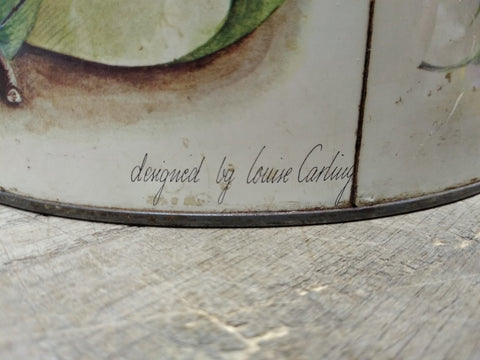 designed by Louise Carling